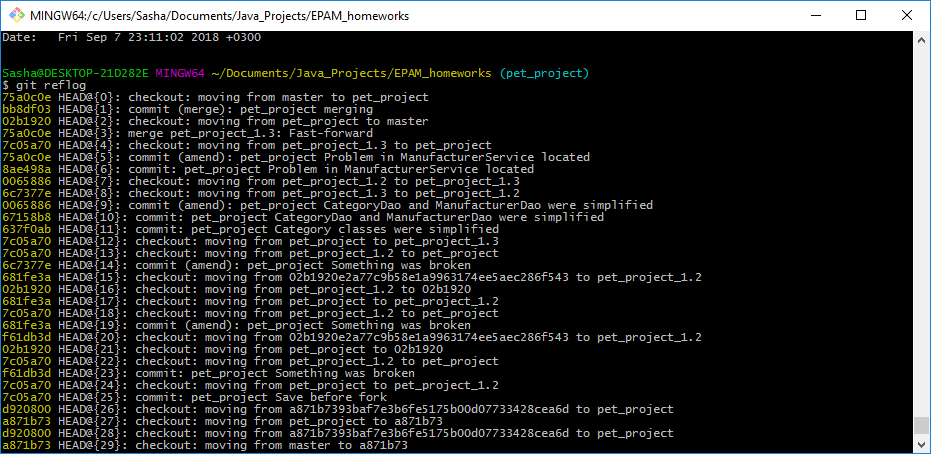 MINGW64:/c/Users/Sasha/Documents/Java_Projects/EPAM_homeworks
Date:   Fri Sep 7 23:11:02 2018 +0300
Sasha@DESKTOP-21D282E MINGW64 ~/Documents/Java_Projects/EPAM_homeworks (pet_project)
$ git reflog
75a0c0e HEAD@{0}: checkout: moving from master to pet_project
bb8df03 HEAD@{1}: commit (merge): pet_project merging
02b1920 HEAD@{2}: checkout: moving from pet_project to master
75a0c0e HEAD@{3}: merge pet_project_1.3: Fast-forward
7c05a70 HEAD@{4}: checkout: moving from pet_project_1.3 to pet_project
75a0c0e HEAD@{5}: commit (amend): pet_project Problem in ManufacturerService located
8ae498a HEAD@{6}: commit: pet_project Problem in ManufacturerService located
0065886 HEAD@{7}: checkout: moving from pet_project_1.2 to pet_project_1.3
6c7377e HEAD@{8}: checkout: moving from pet_project_1.3 to pet_project_1.2
0065886 HEAD@{9}: commit (amend): pet_project CategoryDao and ManufacturerDao were simplified
67158b8 HEAD@{10}: commit: pet_project CategoryDao and ManufacturerDao were simplified
637f0ab HEAD@{11}: commit: pet_project Category classes were simplified
7c05a70 HEAD@{12}: checkout: moving from pet_project to pet_project_1.3
7c05a70 HEAD@{13}: checkout: moving from pet_project_1.2 to pet_project
6c7377e HEAD@{14}: commit (amend): pet_project Something was broken
681fe3a HEAD@{15}: checkout: moving from 02b1920e2a77c9b58e1a9963174ee5aec286f543 to pet_project_1.2
02b1920 HEAD@{16}: checkout: moving from pet_project_1.2 to 02b1920
681fe3a HEAD@{17}: checkout: moving from pet_project to pet_project_1.2
7c05a70 HEAD@{18}: checkout: moving from pet_project_1.2 to pet_project
681fe3a HEAD@{19}: commit (amend): pet_project Something was broken
f61db3d HEAD@{20}: checkout: moving from 02b1920e2a77c9b58e1a9963174ee5aec286f543 to pet_project_1.2
02b1920 HEAD@{21}: checkout: moving from pet_project to 02b1920
7c05a70 HEAD@{22}: checkout: moving from pet_project_1.2 to pet_project
f61db3d HEAD@{23}: commit: pet_project Something was broken
7c05a70 HEAD@{24}: checkout: moving from pet_project to pet_project_1.2
7c05a70 HEAD@{25}: commit: pet_project Save before fork
d920800 HEAD@{26}: checkout: moving from a871b7393baf7e3b6fe5175b00d07733428cea6d to pet_project
a871b73 HEAD@{27}: checkout: moving from pet_project to a871b73
d920800 HEAD@{28}: checkout: moving from a871b7393baf7e3b6fe5175b00d07733428cea6d to pet_project
a871b73 HEAD@{29}: checkout: moving from master to a871b73